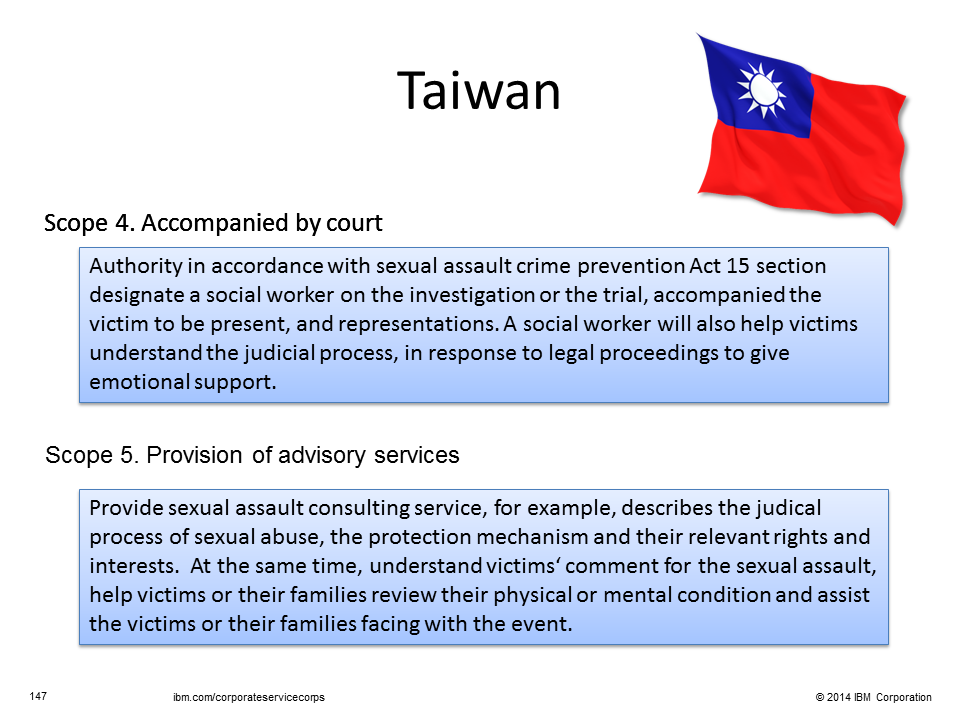 Taiwan
Scope 4. Accompanied by court
Authority in accordance with sexual assault crime prevention Act 15 section
designate a social worker on the investigation or the trial, accompanied the
victim to be present, and representations. A social worker will also help victims
understand the judicial process, in response to legal proceedings to give
emotional support.
Scope 5. Provision of advisory services
Provide sexual assault consulting service, for example, describes the judical
process of sexual abuse, the protection mechanism and their relevant rights and
interests.  At the same time, understand victims‘ comment for the sexual assault,
help victims or their families review their physical or mental condition and assist
the victims or their families facing with the event.
147 ibm.com/corporateservicecorps © 2014 IBM Corporation